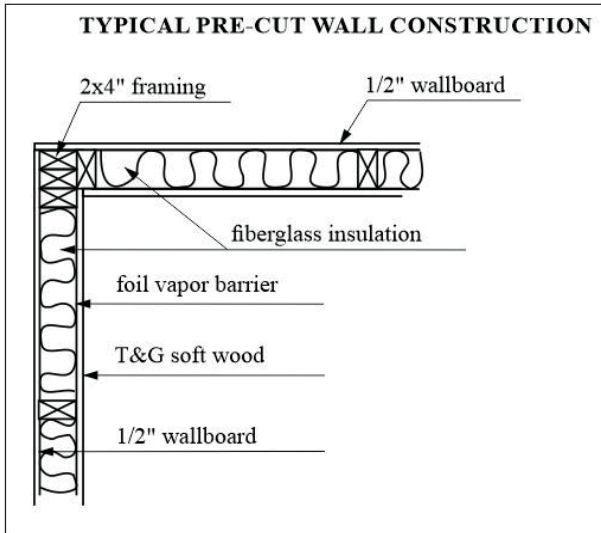 TYPICAL PRE-CUT WALL CONSTRUCTION
2x4" framing
1/2" wallboard
fiberglass insulation
foil vapor barrier
T&G soft wood
1/2" wallboard